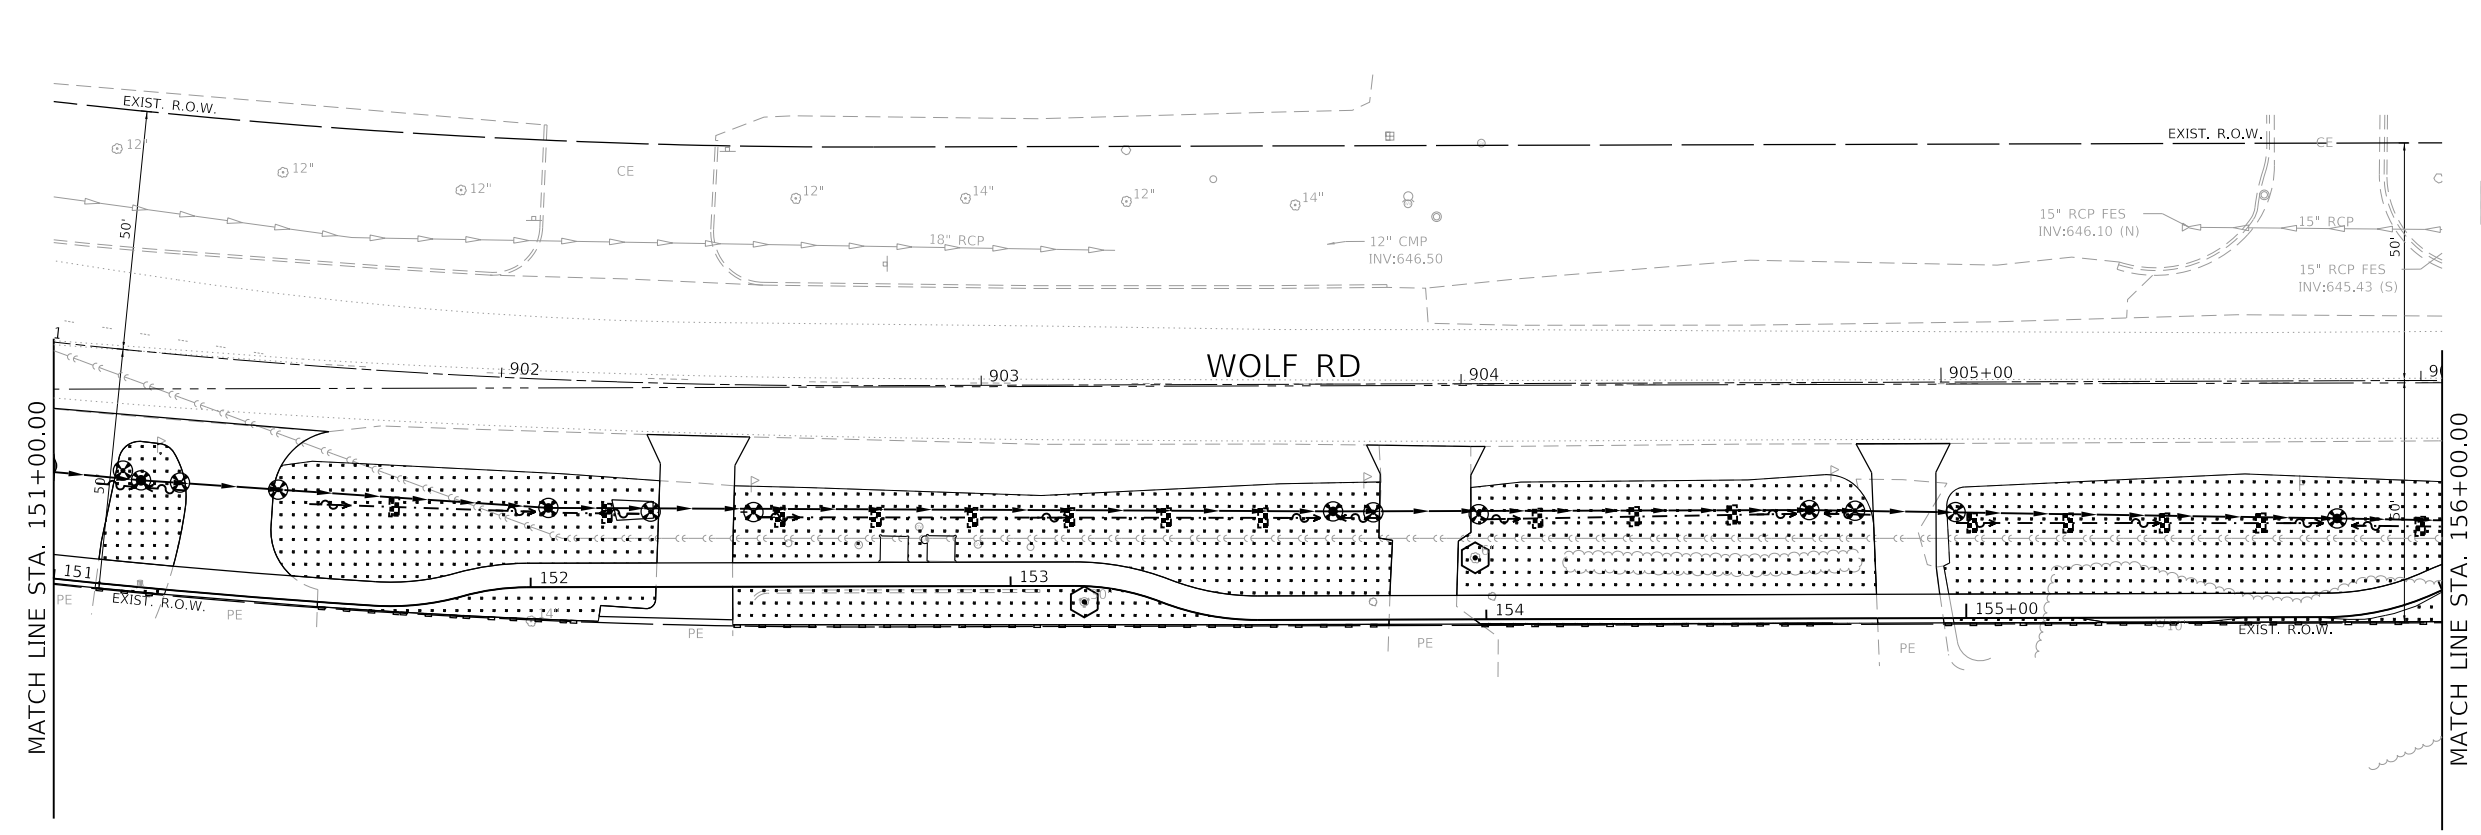 EXIST. R.O.W.
EXIST. R.O.W.
CE
12"
12"
CE
12"
12"
14"
12"
14"
15" RCP FES
INV:646.10 (N)
15" RCP
50'
18" RCP
12" CMP
INV:646.50
50'
15" RCP FES
INV:645.43 (S)
1
902
903
WOLF RD
904
905+00
MATCH LINE STA. 151+00.00
MATCH LINE STA. 156+00.00
50'
151
152
153
154
155+00
PE
EXIST. R.O.W.
PE
14"
PE
PE
PE
10"
EXIST. R.O.W.